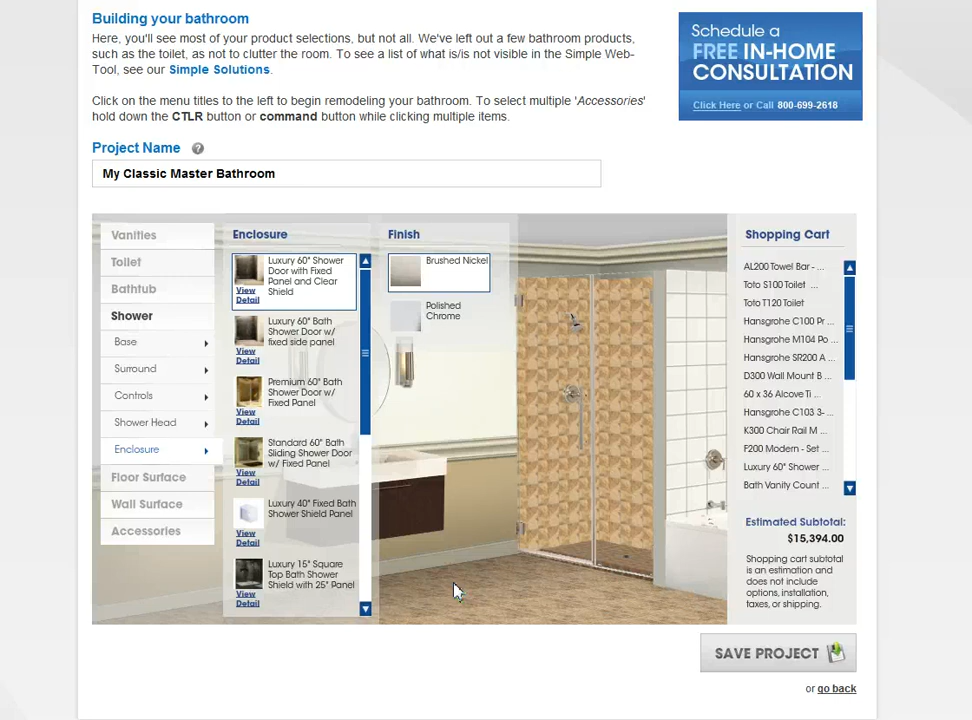 Building your bathroom
Here, you'll see most of your product selections, but not all. We've left out a few bathroom products,
such as the toilet, as not to clutter the room. To see a list of what is/is not visible in the Simple Web-
Tool, see our Simple Solutions.
Click on the menu titles to the left to begin remodeling your bathroom. To select multiple 'Accessories'
hold down the CTLR button or command button while clicking multiple items.
Schedule a
FREE IN-HOME
CONSULTATION
Click Here or Call 800-699-2618
Project Name ?
My Classic Master Bathroom
Vanities
Toilet
Bathtub
Shower
Base
Surround
Controls
Shower Head
Enclosure
Floor Surface
Wall Surface
Accessories
Enclosure
Luxury 60" Shower
Door with Fixed
Panel and Clear
Shield
View
Detail
Luxury 60" Bath
Shower Door w/
fixed side panel
View
Detail
Premium 60" Bath
Shower Door w/
Fixed Panel
View
Detail
Standard 60" Bath
Sliding Shower Door
w/ Fixed Panel
View
Detail
Luxury 40" Fixed Bath
Shower Shield Panel
View
Detail
Luxury 15" Square
Top Bath Shower
Shield with 25" Panel
View
Detail
Finish
Brushed Nickel
Polished
Chrome
Shopping Cart
AL200 Towel Bar - ...
Toto S100 Toilet ...
Toto T120 Toilet
Hansgrohe C100 Pr ...
Hansgrohe M104 Po ...
Hansgrohe SR200 A ...
D300 Wall Mount B ...
60 x 36 Alcove Ti ...
Hansgrohe C103 3- ...
K300 Chair Rail M ...
F200 Modern - Set ...
Luxury 60" Shower ...
Bath Vanity Count ...
Estimated Subtotal:
$15,394.00
Shopping cart subtotal
is an estimation and
does not include
options, installation,
taxes, or shipping.
SAVE PROJECT
or go back